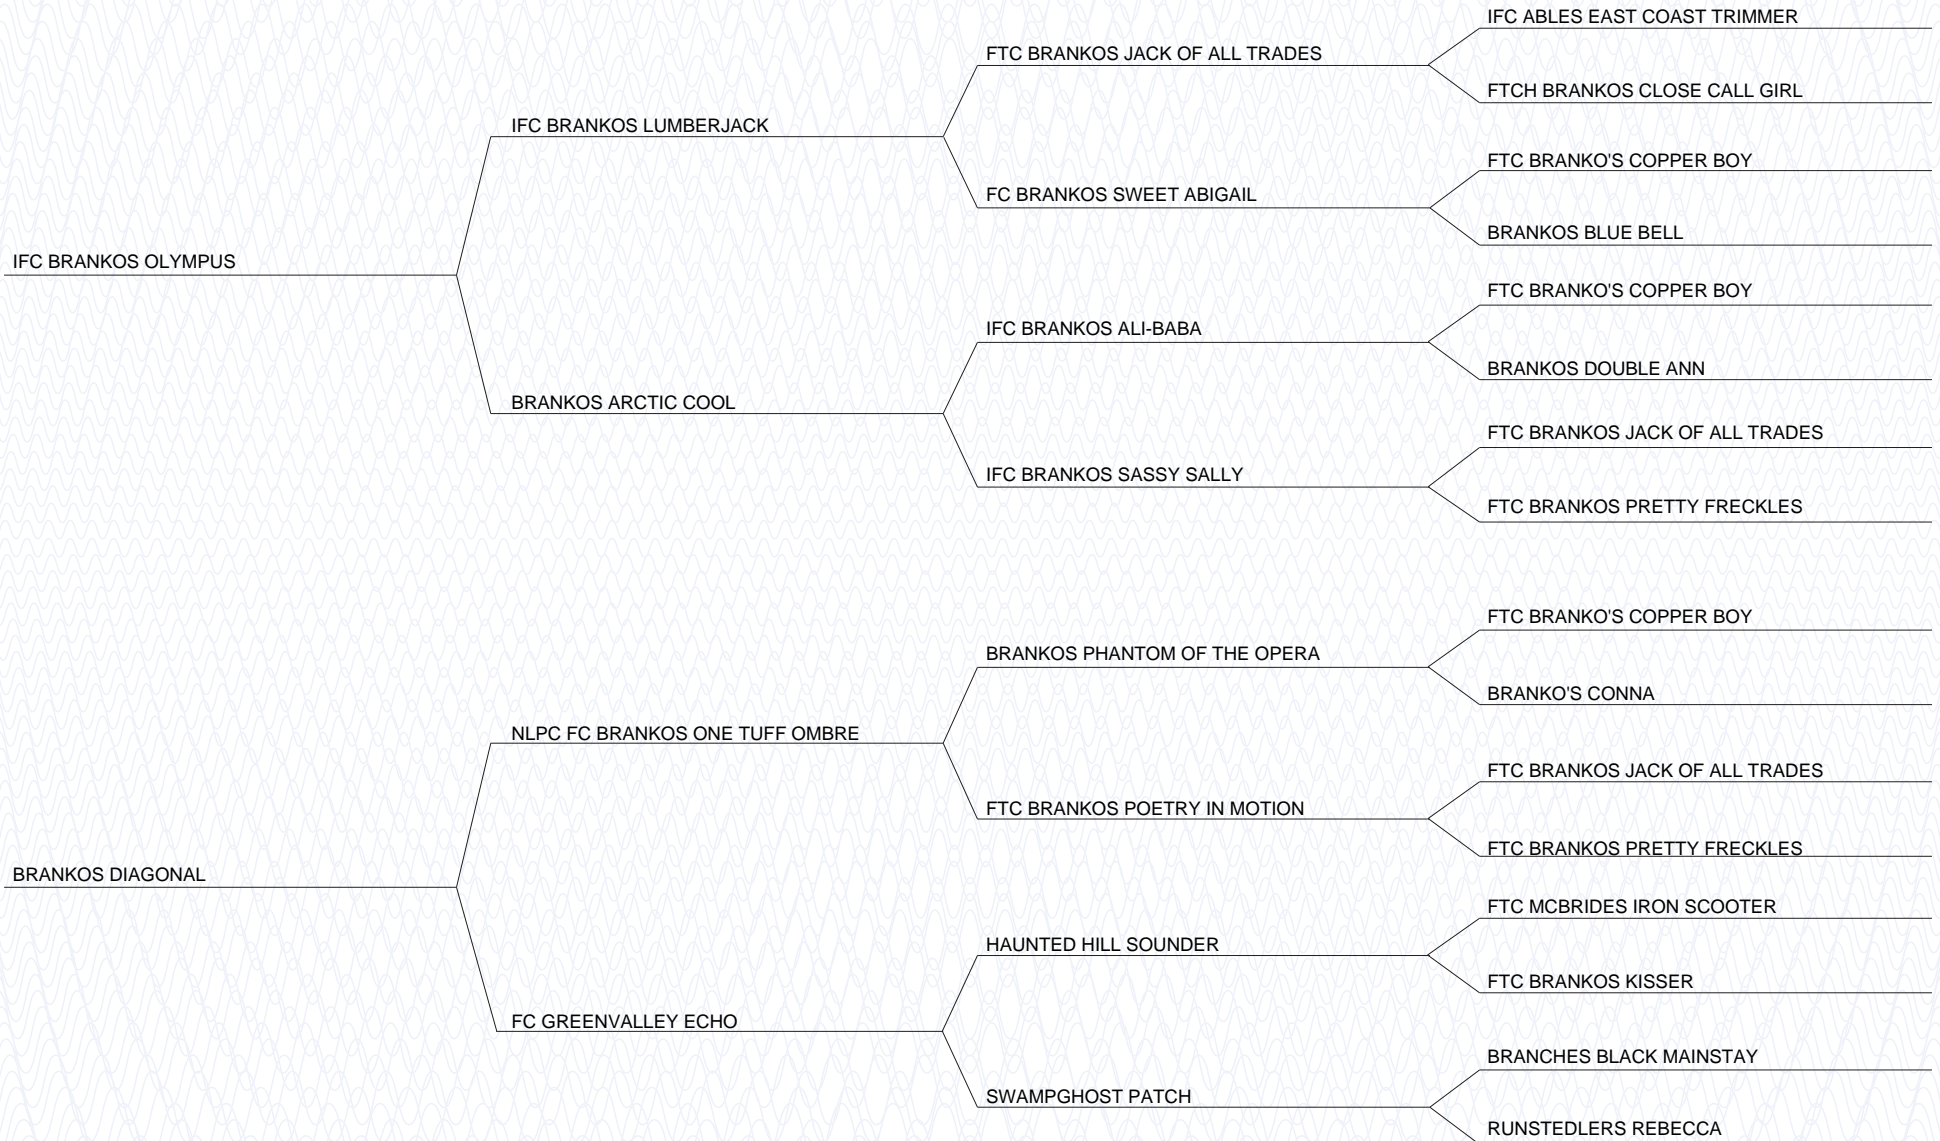 IFC ABLES EAST COAST TRIMMER
FTC BRANKOS JACK OF ALL TRADES
FTCH BRANKOS CLOSE CALL GIRL
IFC BRANKOS LUMBERJACK
FTC BRANKO'S COPPER BOY
FC BRANKOS SWEET ABIGAIL
BRANKOS BLUE BELL
IFC BRANKOS OLYMPUS
FTC BRANKO'S COPPER BOY
IFC BRANKOS ALI-BABA
BRANKOS DOUBLE ANN
BRANKOS ARCTIC COOL
FTC BRANKOS JACK OF ALL TRADES
IFC BRANKOS SASSY SALLY
FTC BRANKOS PRETTY FRECKLES
FTC BRANKO'S COPPER BOY
BRANKOS PHANTOM OF THE OPERA
BRANKO'S CONNA
NLPC FC BRANKOS ONE TUFF OMBRE
FTC BRANKOS JACK OF ALL TRADES
FTC BRANKOS POETRY IN MOTION
FTC BRANKOS PRETTY FRECKLES
BRANKOS DIAGONAL
FTC MCBRIDES IRON SCOOTER
HAUNTED HILL SOUNDER
FTC BRANKOS KISSER
FC GREENVALLEY ECHO
BRANCHES BLACK MAINSTAY
SWAMPGHOST PATCH
RUNSTEDLERS REBECCA